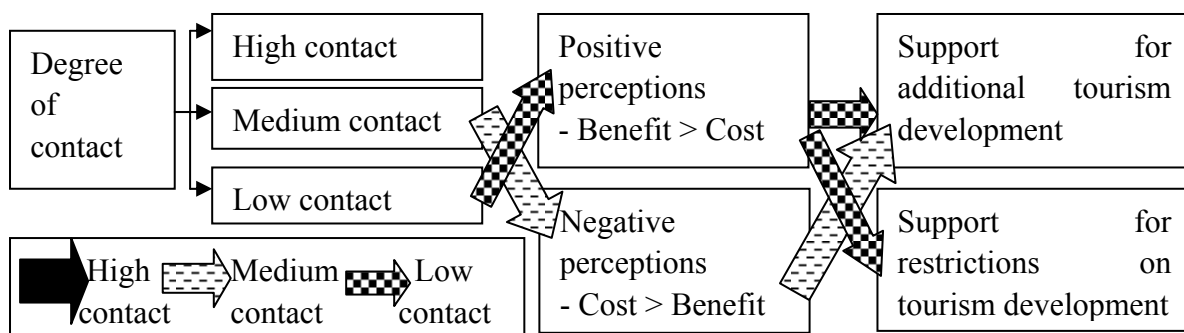 Degree
of
contact
High contact
Medium contact
Low contact
Positive
perceptions
- Benefit > Cost
Negative
perceptions
- Cost > Benefit
Support for
additional tourism
development
Support for
restrictions on
tourism development
High
contact
Medium
contact
Low
contact